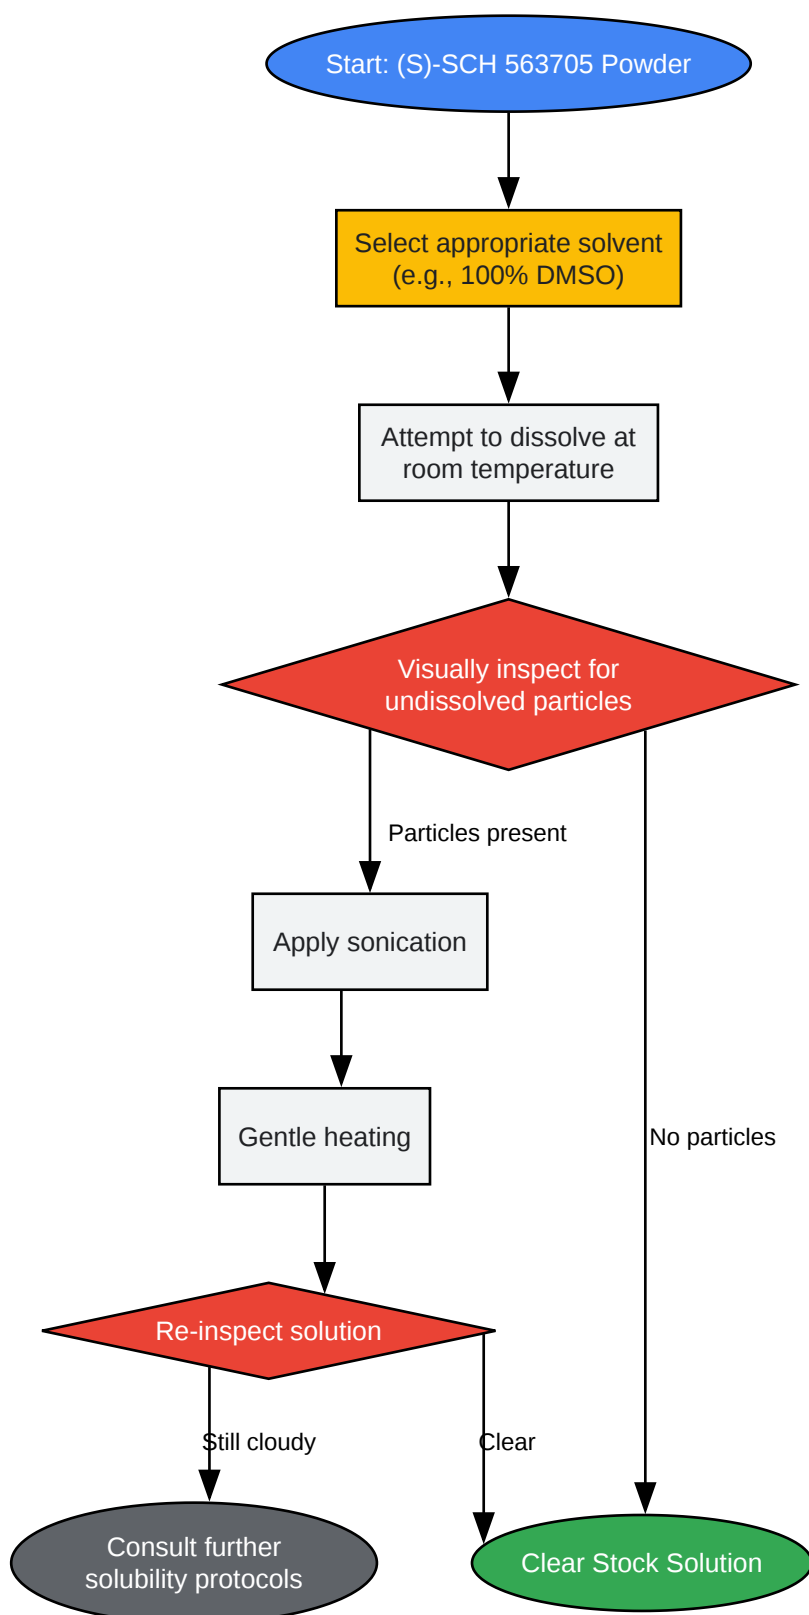 Start: (S)-SCH 563705 Powder
Select appropriate solvent
(e.g., 100% DMSO)
Attempt to dissolve at
room temperature
Visually inspect for
undissolved particles
Particles present
Apply sonication
Gentle heating
No particles
Re-inspect solution
Still cloudy
Clear
Consult further
solubility protocols
Clear Stock Solution